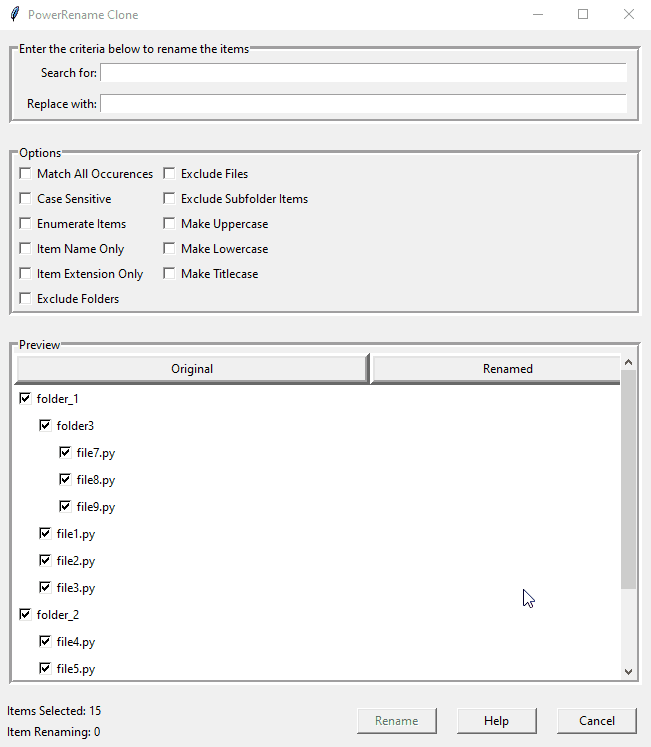 PowerRename Clone
Enter the criteria below to rename the items
Search for:
Replace with:
Options
Match All Occurences Exclude Files
Case Sensitive Exclude Subfolder Items
Enumerate Items Make Uppercase
Item Name Only Make Lowercase
Item Extension Only Make Titlecase
Exclude Folders
Preview
Original Renamed
folder_1
folder3
file7.py
file8.py
file9.py
file1.py
file2.py
file3.py
folder_2
file4.py
file5.py
Items Selected: 15
Item Renaming: 0
Rename Help Cancel